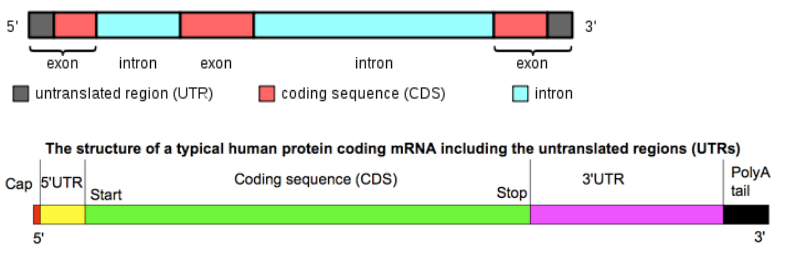 5' 3'
exon intron exon intron exon
untranslated region (UTR) coding sequence (CDS) intron
The structure of a typical human protein coding mRNA including the untranslated regions (UTRs)
Cap 5'UTR Start Coding sequence (CDS) Stop 3'UTR PolyA tail
5' 3'